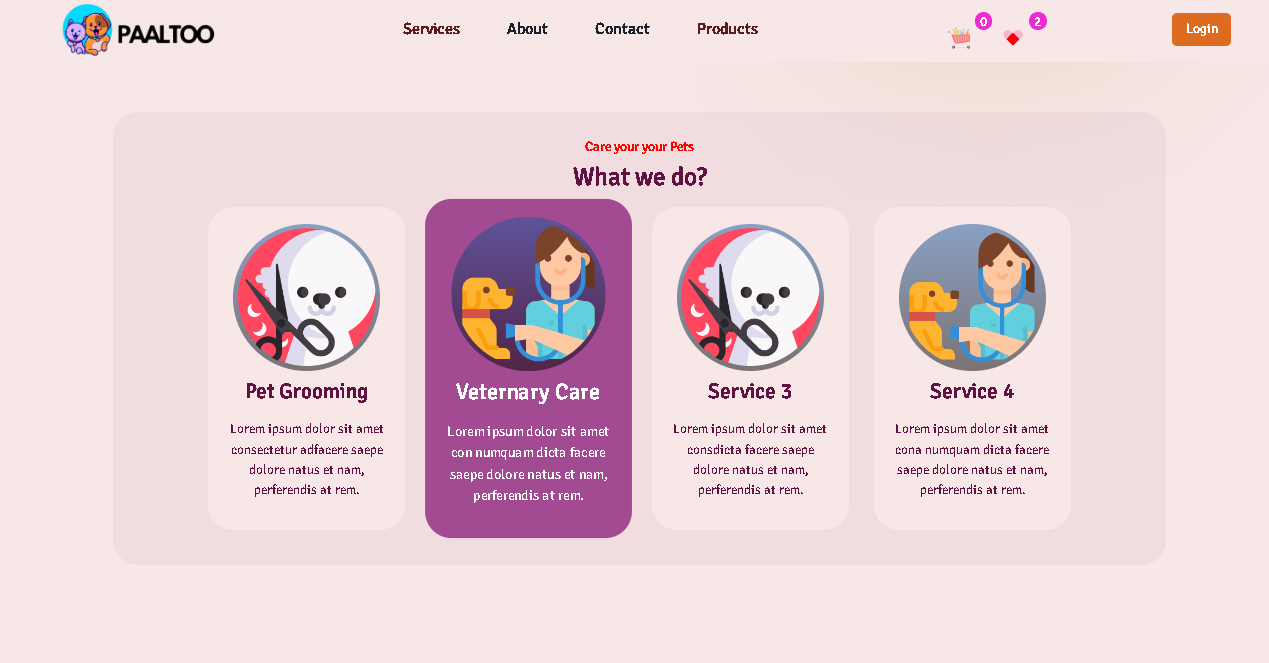 PAALTOO
Services About Contact Products
0
2
Login
Care your your Pets
What we do?
Pet Grooming
Lorem ipsum dolor sit amet
consectetur adfacere saepe
dolore natus et nam,
perferendis at rem.
Veternary Care
Lorem ipsum dolor sit amet
con numquam dicta facere
saepe dolore natus et nam,
perferendis at rem.
Service 3
Lorem ipsum dolor sit amet
consdicta facere saepe
dolore natus et nam,
perferendis at rem.
Service 4
Lorem ipsum dolor sit amet
cona numquam dicta facere
saepe dolore natus et nam,
perferendis at rem.